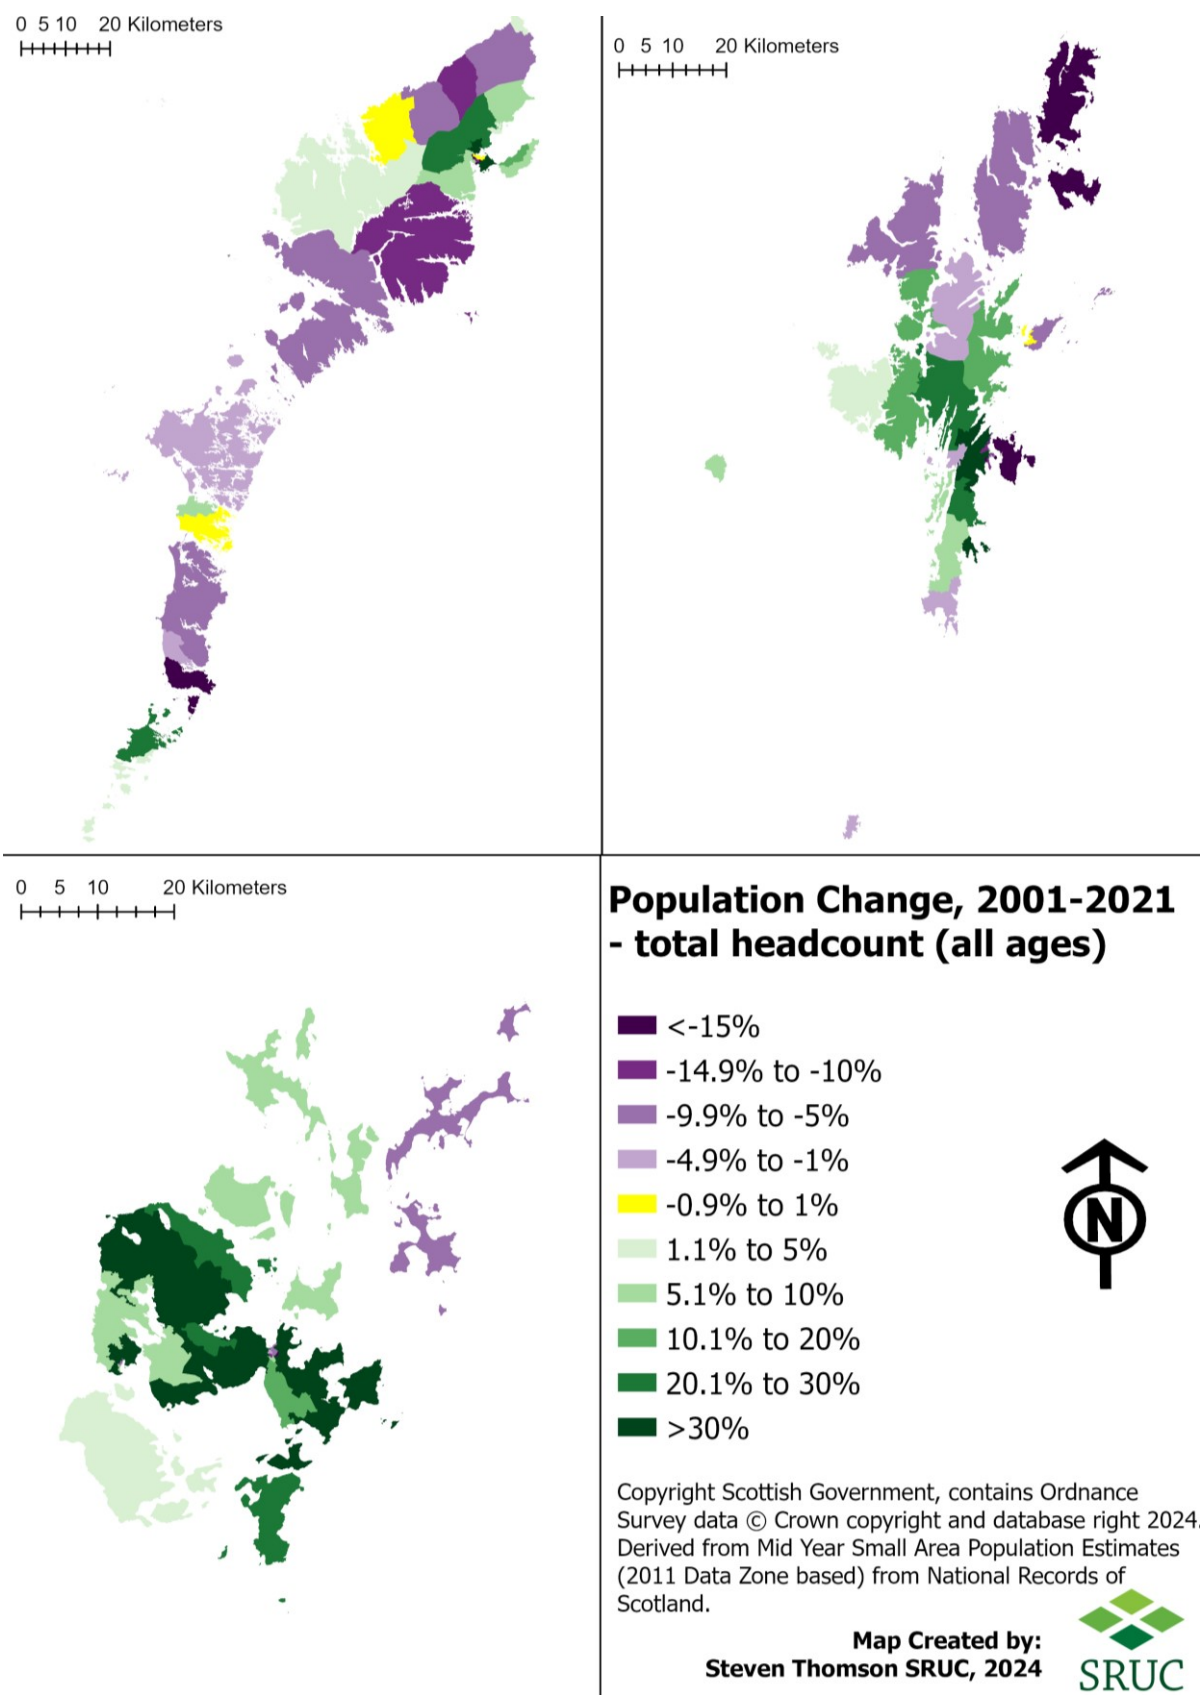 0 5 10 20 Kilometers
0 5 10 20 Kilometers
0 5 10 20 Kilometers
Population Change, 2001-2021
- total headcount (all ages)
<-15%
-14.9% to -10%
-9.9% to -5%
-4.9% to -1%
-0.9% to 1%
1.1% to 5%
5.1% to 10%
10.1% to 20%
20.1% to 30%
>30%
N
Copyright Scottish Government, contains Ordnance
Survey data © Crown copyright and database right 2024.
Derived from Mid Year Small Area Population Estimates
(2011 Data Zone based) from National Records of
Scotland.
Map Created by:
Steven Thomson SRUC, 2024
SRUC